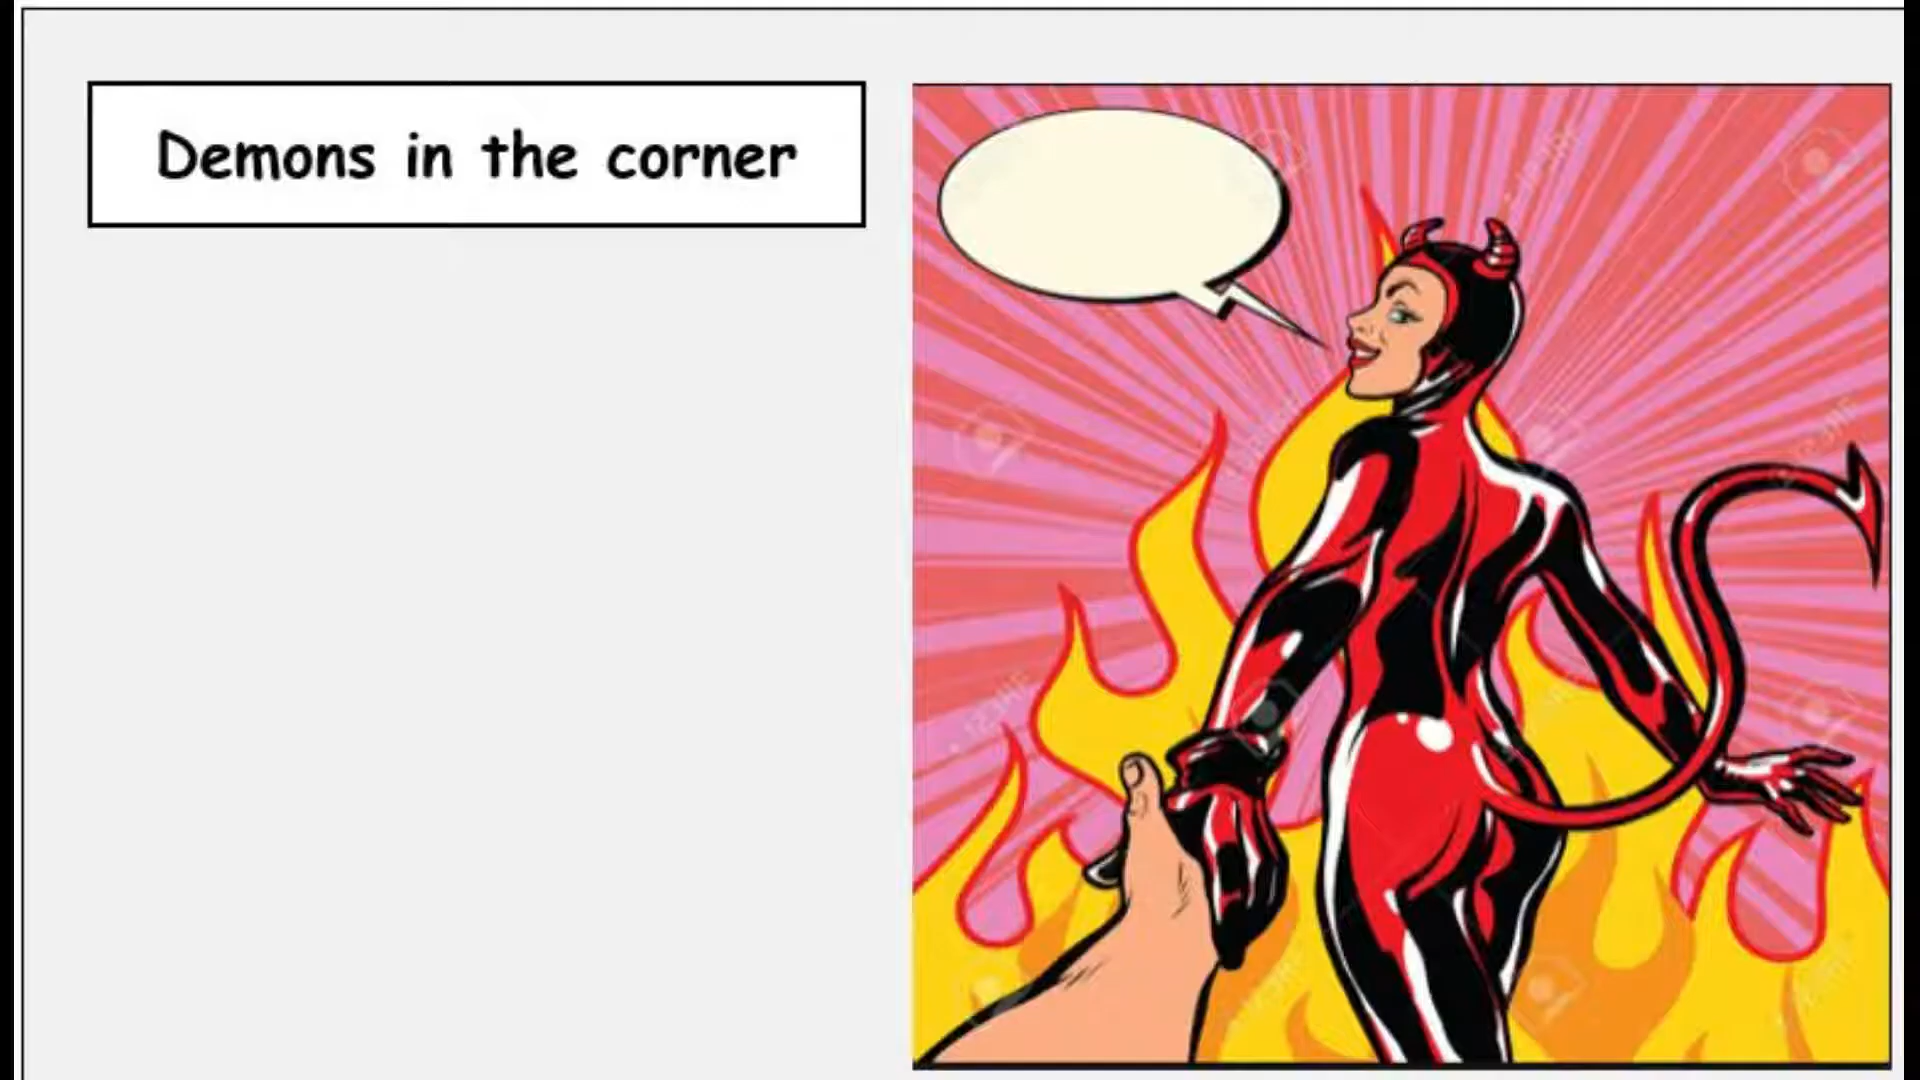 Demons in the corner